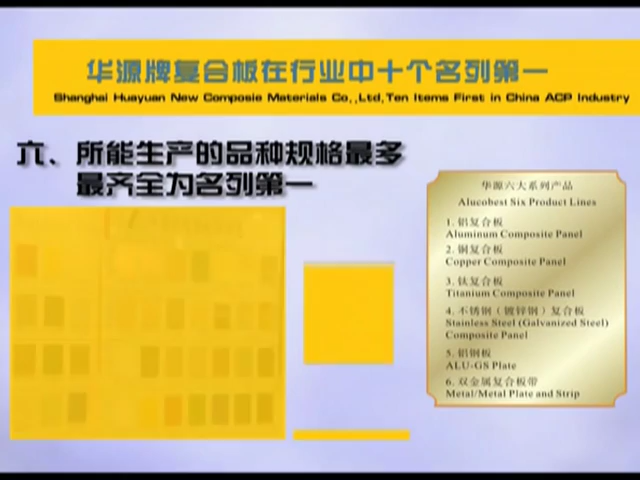 华源牌复合板在行业中十个名列第一
Shanghai Huayuan New Composie Materials Co.,Ltd,Ten Items First in China ACP Industry
六、所能生产的品种规格最多
最齐全为名列第一
华源六大系列产品
Alucobest Six Product Lines
1. 铝复合板
Aluminum Composite Panel
2. 铜复合板
Copper Composite Panel
3. 钛复合板
Titanium Composite Panel
4. 不锈钢（镀锌钢）复合板
Stainless Steel (Galvanized Steel)
Composite Panel
5. 铝钢板
ALU-GS Plate
6. 双金属复合板带
Metal/Metal Plate and Strip